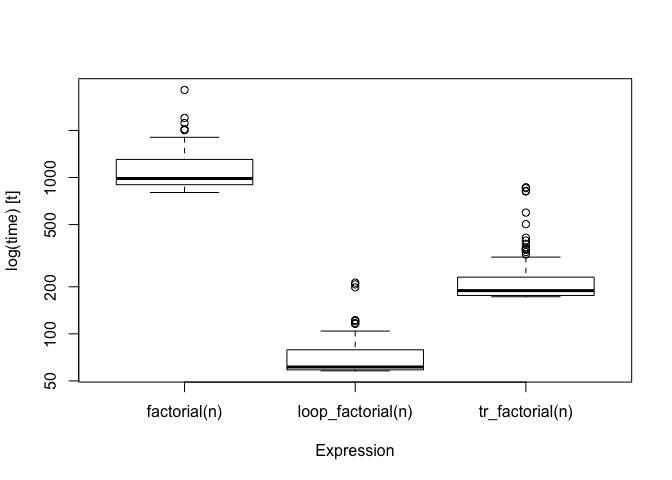 log(time) [t]
1000
500
200
100
50
factorial(n) loop_factorial(n) tr_factorial(n)
Expression